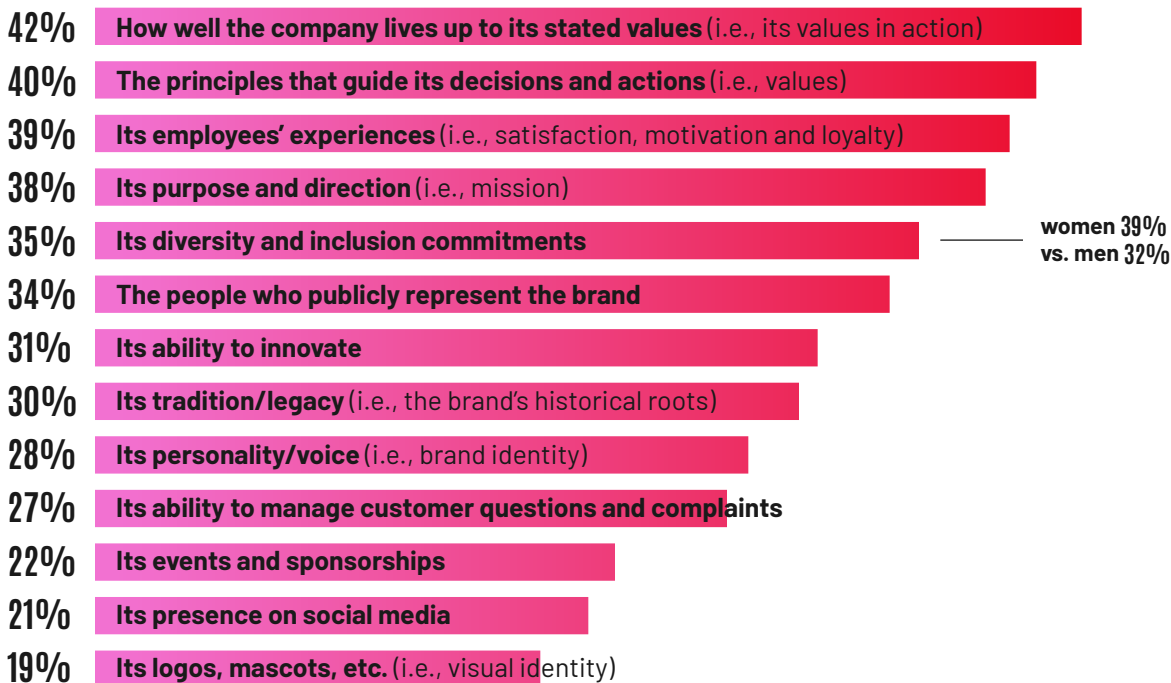 42% How well the company lives up to its stated values (i.e., its values in action)
40% The principles that guide its decisions and actions (i.e., values)
39% Its employees’ experiences (i.e., satisfaction, motivation and loyalty)
38% Its purpose and direction (i.e., mission)
35% Its diversity and inclusion commitments
women 39%
vs. men 32%
34% The people who publicly represent the brand
31% Its ability to innovate
30% Its tradition/legacy (i.e., the brand’s historical roots)
28% Its personality/voice (i.e., brand identity)
27% Its ability to manage customer questions and complaints
22% Its events and sponsorships
21% Its presence on social media
19% Its logos, mascots, etc. (i.e., visual identity)